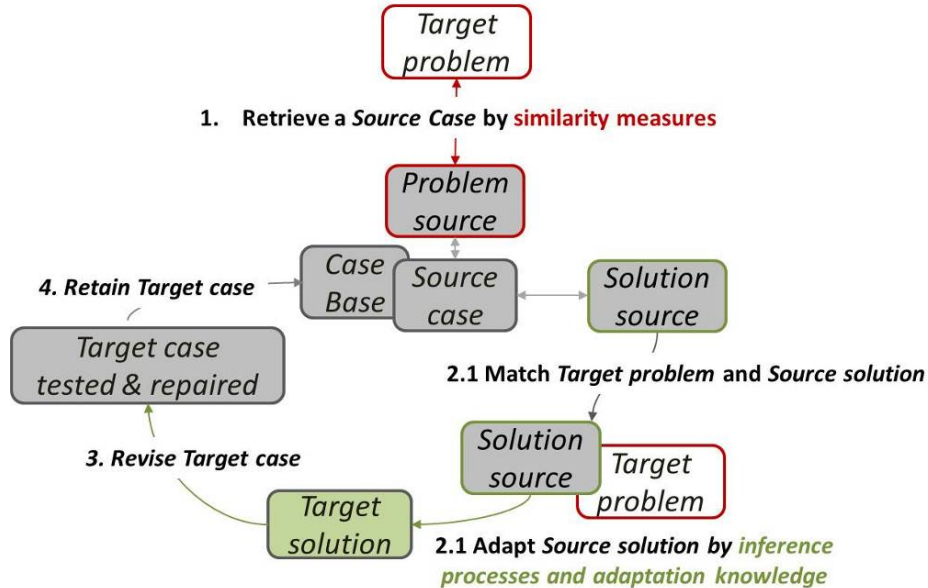 Target
problem
1. Retrieve a Source Case by similarity measures
Problem
source
Case
Base
Source
case
Solution
source
4. Retain Target case
Target case
tested & repaired
2.1 Match Target problem and Source solution
Solution
source
Target
problem
3. Revise Target case
Target
solution
2.1 Adapt Source solution by inference
processes and adaptation knowledge